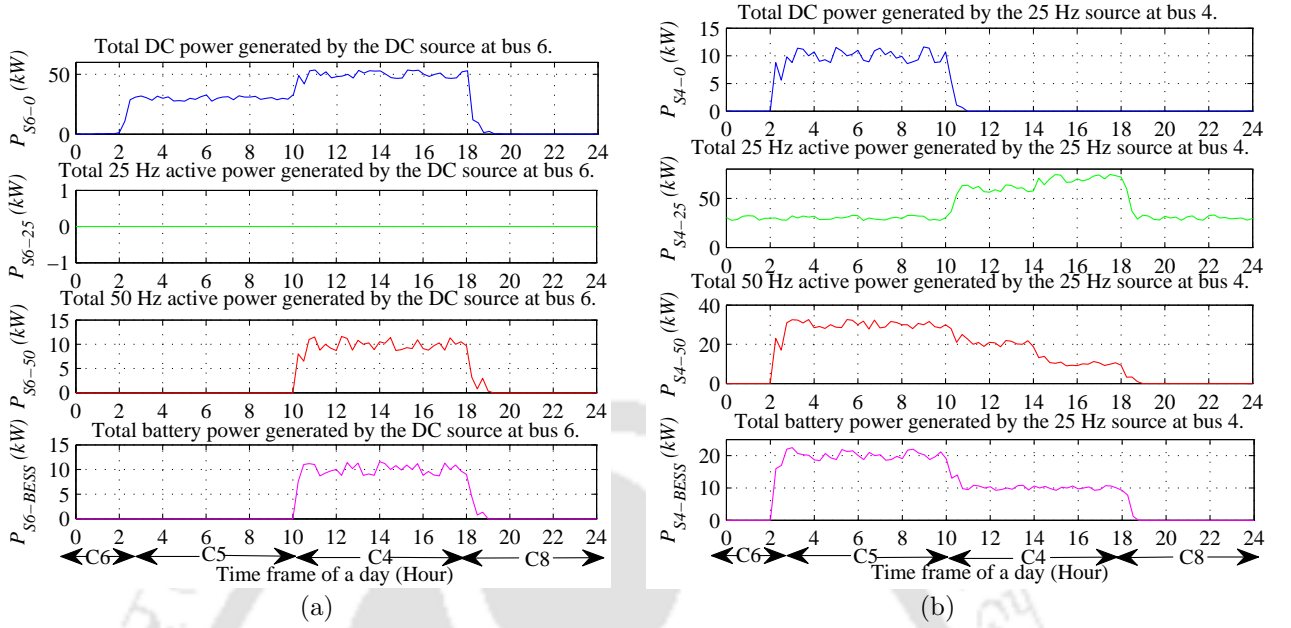 Total DC power generated by the DC source at bus 6.
P S6−0 (kW)
50
0
0 2 4 6 8 10 12 14 16 18 20 22 24
Total 25 Hz active power generated by the DC source at bus 6.
P S6−25 (kW)
1
0
−1
0 2 4 6 8 10 12 14 16 18 20 22 24
Total 50 Hz active power generated by the DC source at bus 6.
P S6−50 (kW)
15
10
5
0
0 2 4 6 8 10 12 14 16 18 20 22 24
Total battery power generated by the DC source at bus 6.
P S6−BESS (kW)
15
10
5
0
0 2 4 6 8 10 12 14 16 18 20 22 24
C6 C5 C4 C8
Time frame of a day (Hour)
(a)
Total DC power generated by the 25 Hz source at bus 4.
P S4−0 (kW)
15
10
5
0
0 2 4 6 8 10 12 14 16 18 20 22 24
Total 25 Hz active power generated by the 25 Hz source at bus 4.
P S4−25 (kW)
50
0
0 2 4 6 8 10 12 14 16 18 20 22 24
Total 50 Hz active power generated by the 25 Hz source at bus 4.
P S4−50 (kW)
40
20
0
0 2 4 6 8 10 12 14 16 18 20 22 24
Total battery power generated by the 25 Hz source at bus 4.
P S4−BESS (kW)
20
10
0
0 2 4 6 8 10 12 14 16 18 20 22 24
C6 C5 C4 C8
Time frame of a day (Hour)
(b)